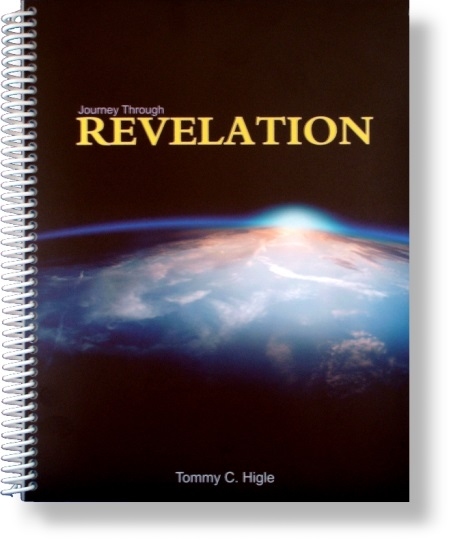 Journey Through
REVELATION
Tommy C. Higle